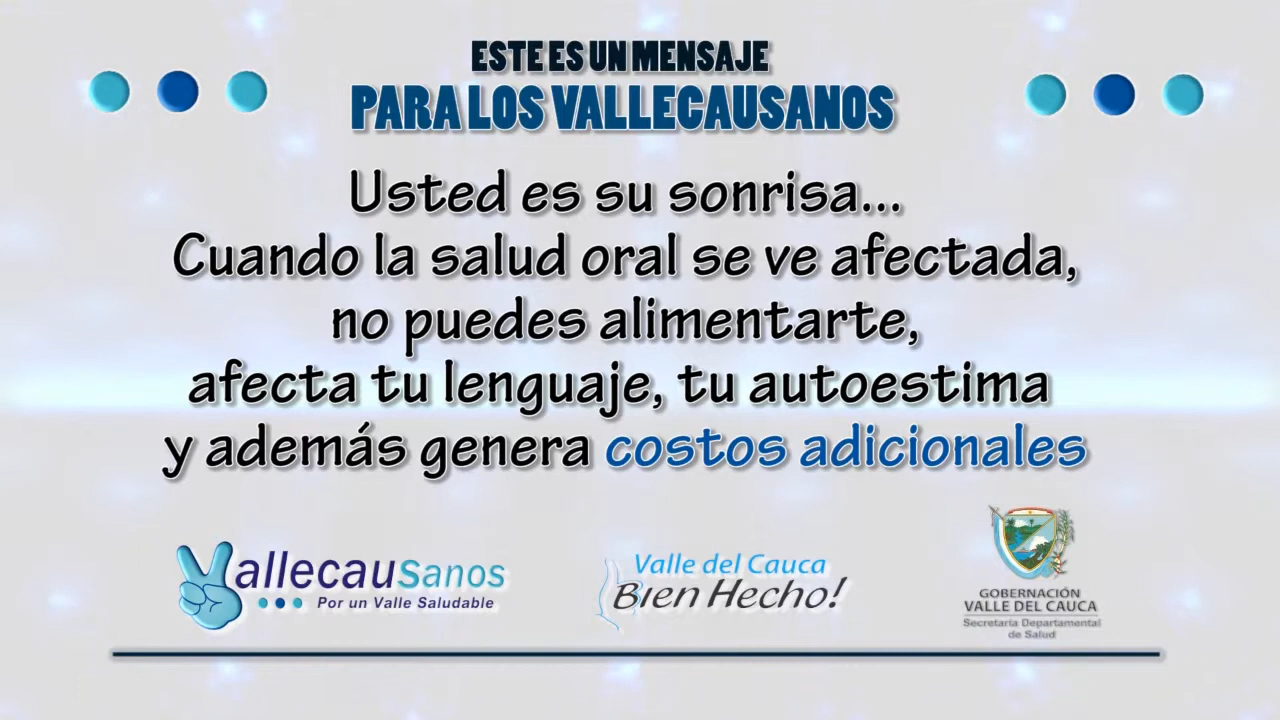 ESTE ES UN MENSAJE
PARA LOS VALLECAUSANOS
Usted es su sonrisa...
Cuando la salud oral se ve afectada,
no puedes alimentarte,
afecta tu lenguaje, tu autoestima
y además genera costos adicionales
Vallecausanos
Por un Valle Saludable
Valle del Cauca
Bien Hecho!
GOBERNACIÓN
VALLE DEL CAUCA
Secretaría Departamental
de Salud